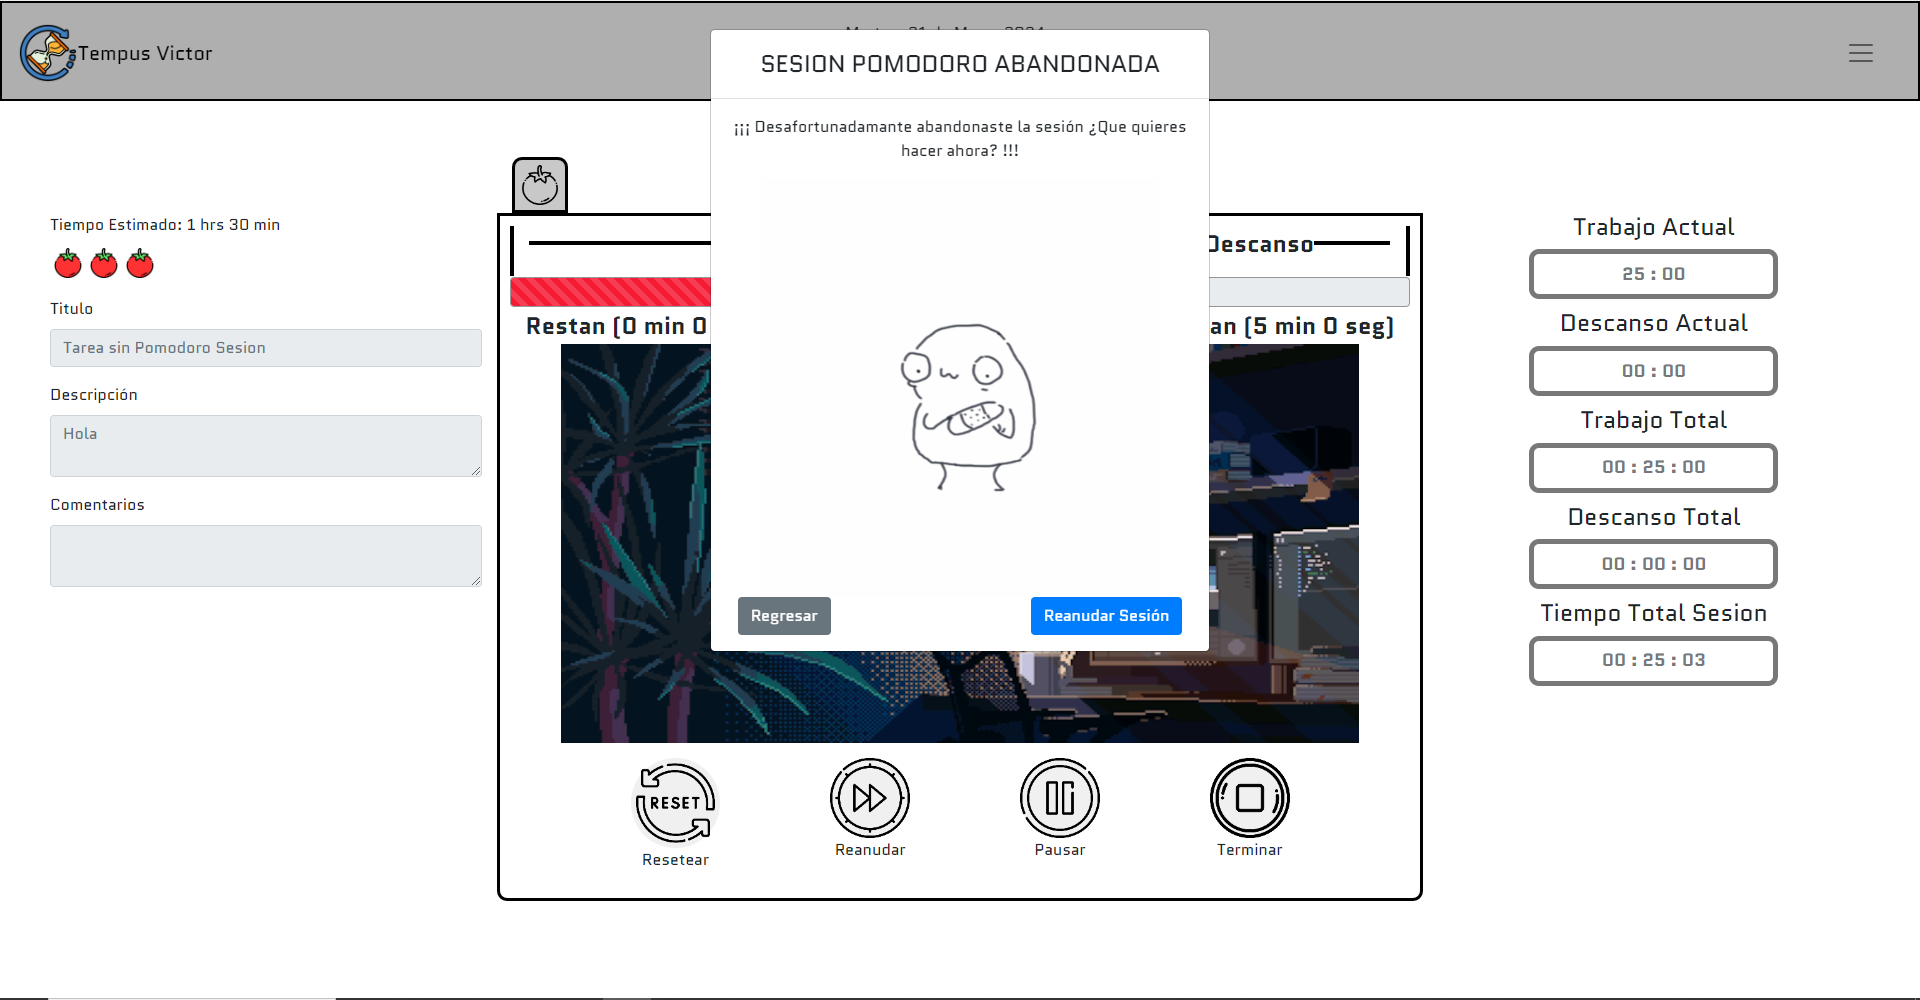 Tempus Victor
SESION POMODORO ABANDONADA
¡¡¡ Desafortunadamante abandonaste la sesión ¿Que quieres
hacer ahora? !!!
Regresar
Reanudar Sesión
Tiempo Estimado: 1 hrs 30 min
Titulo
Tarea sin Pomodoro Sesion
Descripción
Hola
Comentarios
Descanso
Restan (0 min 0
(5 min 0 seg)
RESET
Resetear
Reanudar
Pausar
Terminar
Trabajo Actual
25 : 00
Descanso Actual
00 : 00
Trabajo Total
00 : 25 : 00
Descanso Total
00 : 00 : 00
Tiempo Total Sesion
00 : 25 : 03